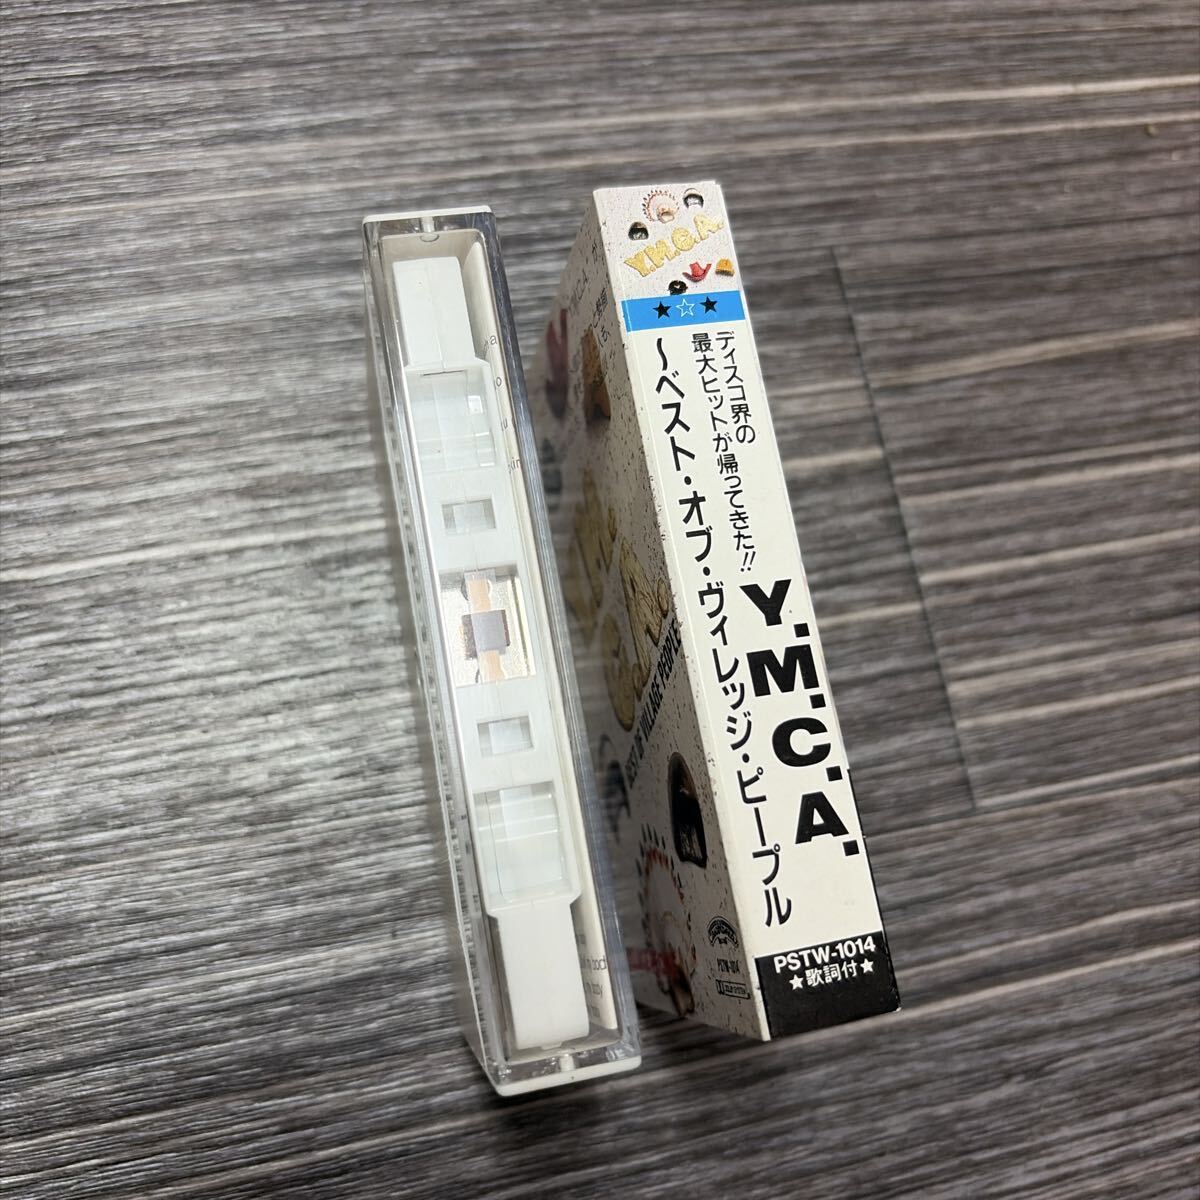 Y.M.C.A.
★☆★
ディスコ界の
最大ヒットが帰ってきた!!
Y.M.C.A.
〜ベスト・オブ・ヴィレッジ・ピープル
PSTW-1014
★歌詞付★
BEST OF VILLAGE PEOPLE
PSTW-1014